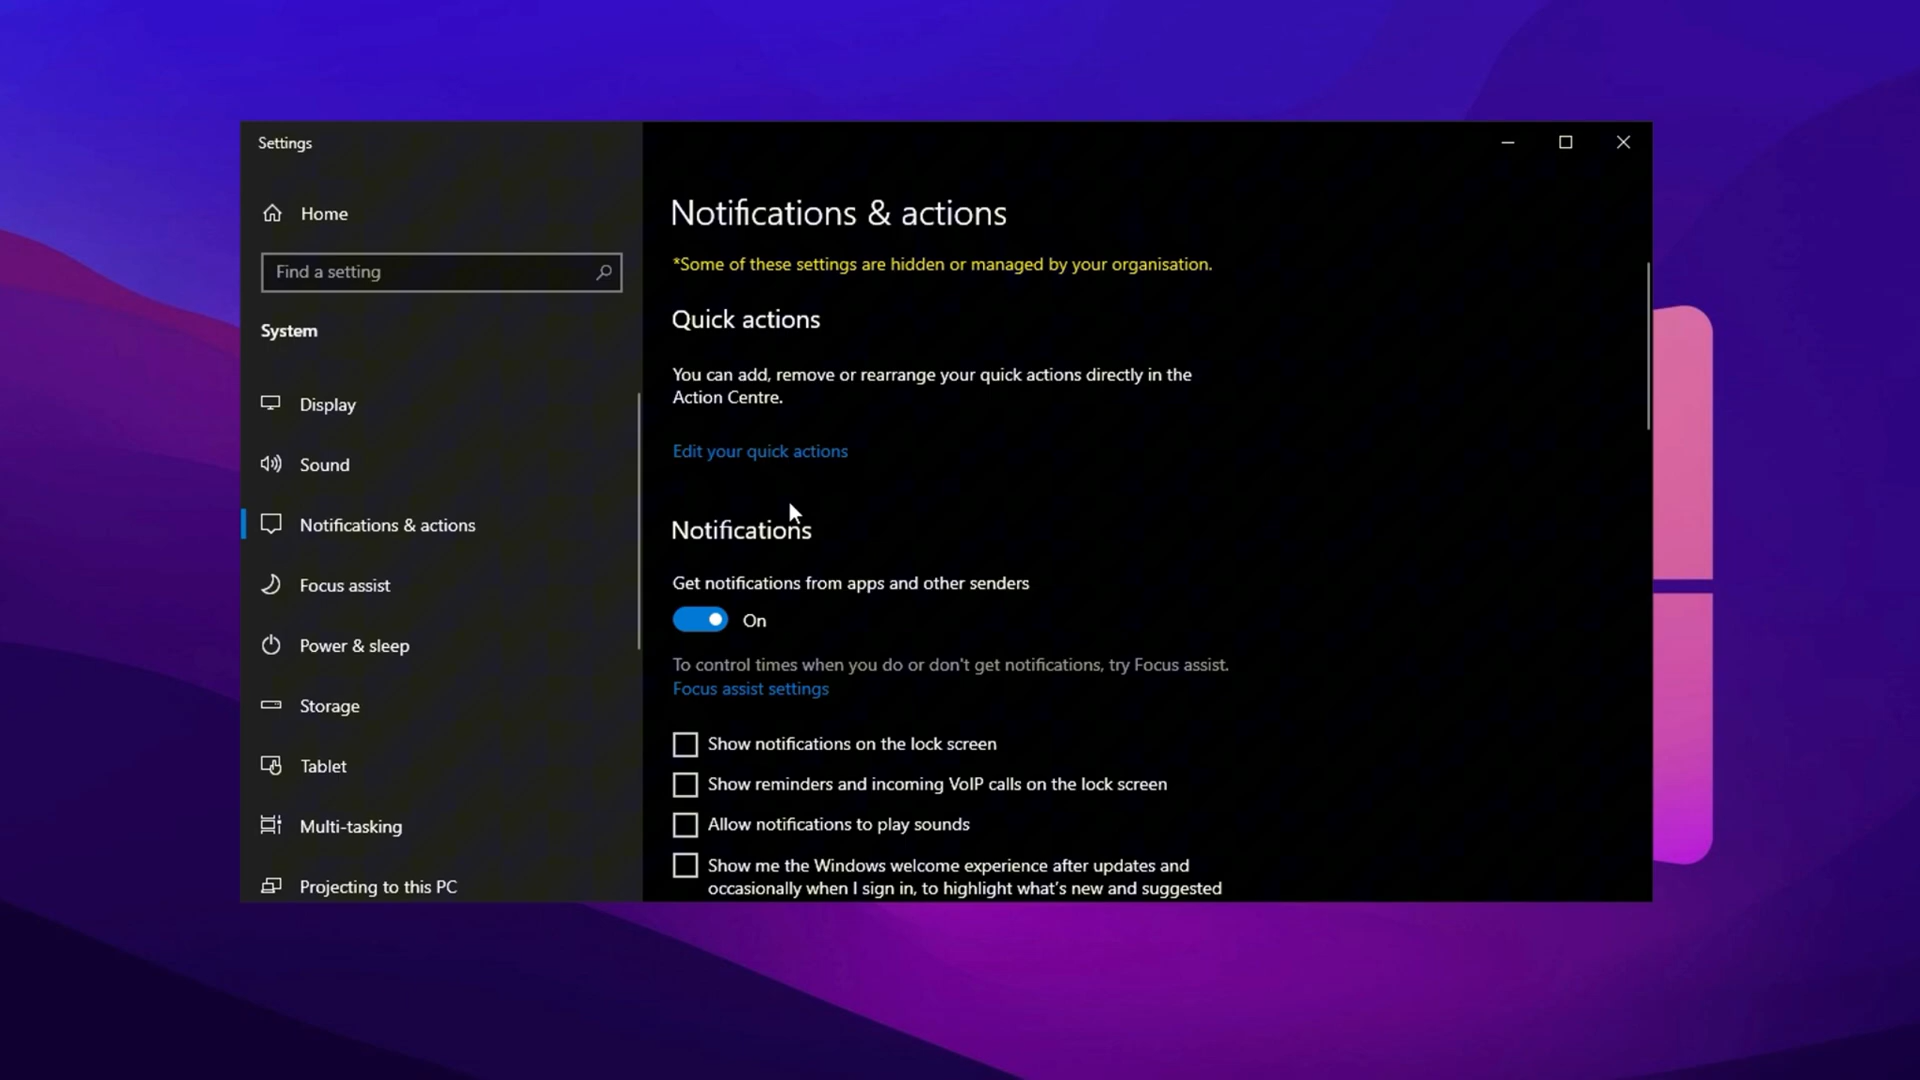 Settings
Home
Find a setting
System
Display
Sound
Notifications & actions
Focus assist
Power & sleep
Storage
Tablet
Multi-tasking
Projecting to this PC
Notifications & actions
*Some of these settings are hidden or managed by your organisation.
Quick actions
You can add, remove or rearrange your quick actions directly in the
Action Centre.
Edit your quick actions
Notifications
Get notifications from apps and other senders
On
To control times when you do or don't get notifications, try Focus assist.
Focus assist settings
Show notifications on the lock screen
Show reminders and incoming VoIP calls on the lock screen
Allow notifications to play sounds
Show me the Windows welcome experience after updates and
occasionally when I sign in, to highlight what's new and suggested